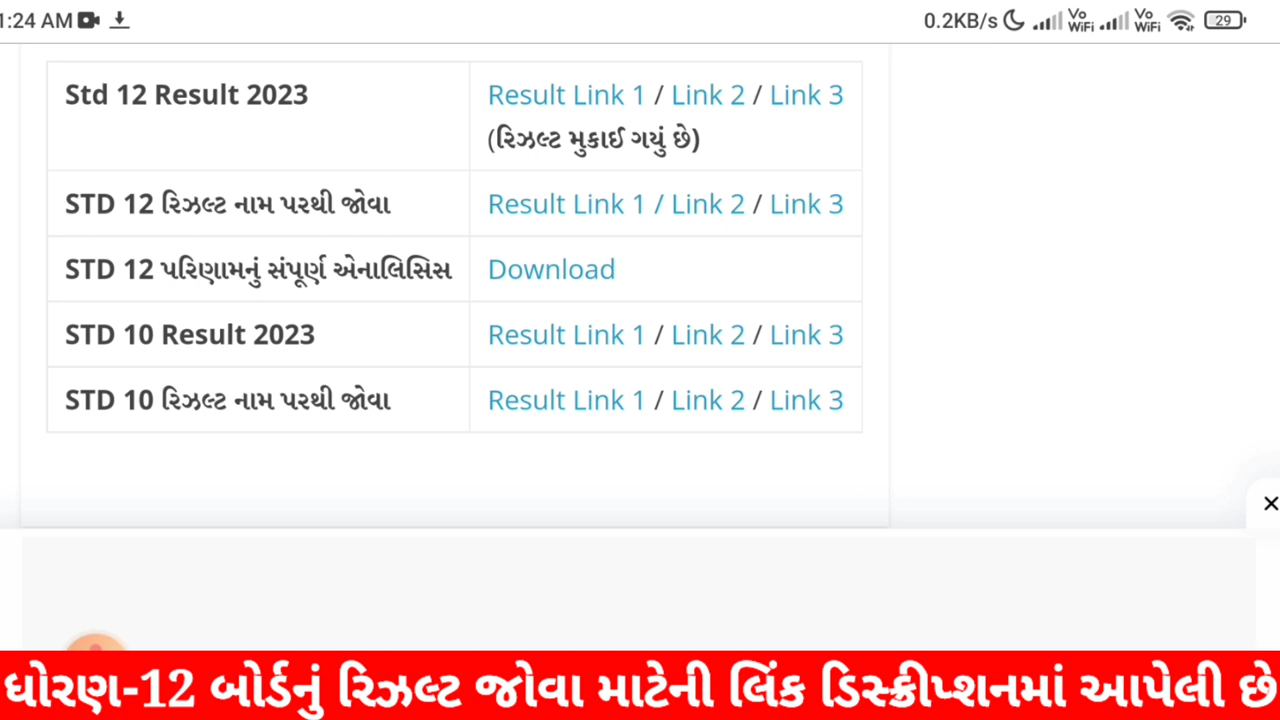 1:24 AM 0.2KB/s Vo WiFi Vo WiFi 29
Std 12 Result 2023 Result Link 1 / Link 2 / Link 3
(રિઝલ્ટ મુકાઈ ગયું છે)
STD 12 રિઝલ્ટ નામ પરથી જોવા Result Link 1 / Link 2 / Link 3
STD 12 પરિણામનું સંપૂર્ણ એનાલિસિસ Download
STD 10 Result 2023 Result Link 1 / Link 2 / Link 3
STD 10 રિઝલ્ટ નામ પરથી જોવા Result Link 1 / Link 2 / Link 3
ધોરણ-12 બોર્ડનું રિઝલ્ટ જોવા માટેની લિંક ડિસ્ક્રીપ્શનમાં આપેલી છે